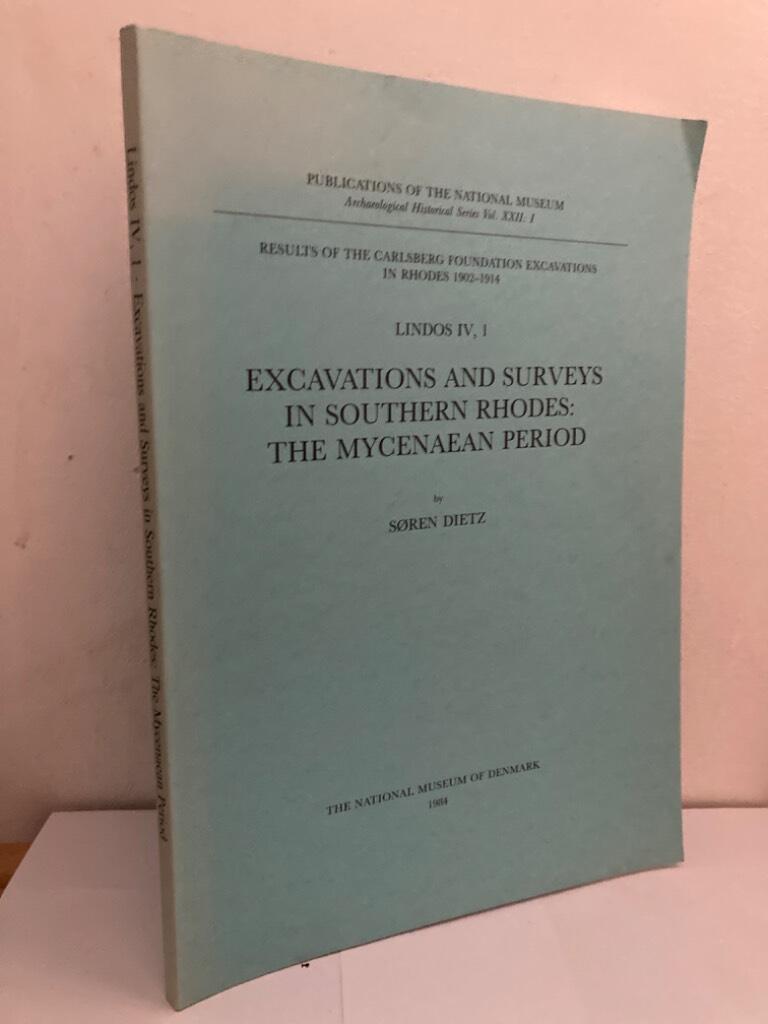 PUBLICATIONS OF THE NATIONAL MUSEUM
Archaeological Historical Series Vol. XXII: 1
RESULTS OF THE CARLSBERG FOUNDATION EXCAVATIONS
IN RHODES 1902–1914
LINDOS IV, 1
EXCAVATIONS AND SURVEYS
IN SOUTHERN RHODES:
THE MYCENAEAN PERIOD
by
SØREN DIETZ
THE NATIONAL MUSEUM OF DENMARK
1984
Lindos IV, 1 - Excavations and Surveys in Southern Rhodes: The Mycenaean Period